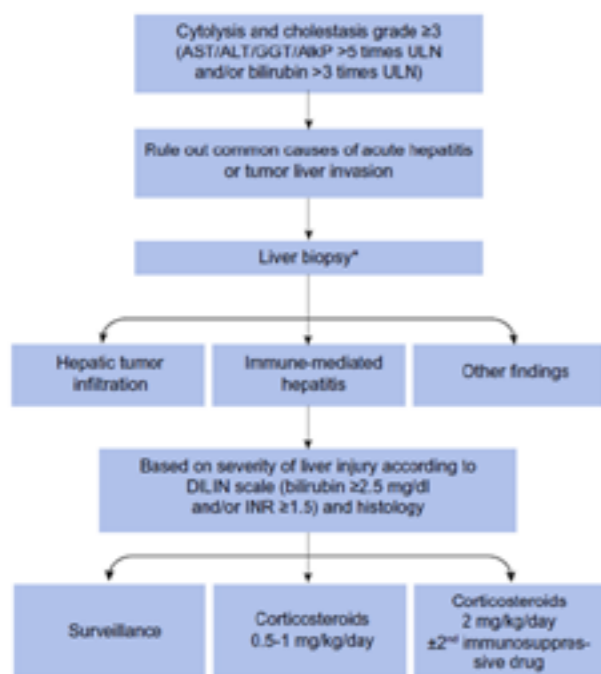 Cytolysis and cholestasis grade ≥3
(AST/ALT/GGT/AlkP >5 times ULN
and/or bilirubin >3 times ULN)
Rule out common causes of acute hepatitis
or tumor liver invasion
Liver biopsy*
Hepatic tumor
infiltration
Immune-mediated
hepatitis
Other findings
Based on severity of liver injury according to
DILIN scale (bilirubin ≥2.5 mg/dl
and/or INR ≥1.5) and histology
Surveillance
Corticosteroids
0.5-1 mg/kg/day
Corticosteroids
2 mg/kg/day
±2nd immunosuppres-
sive drug